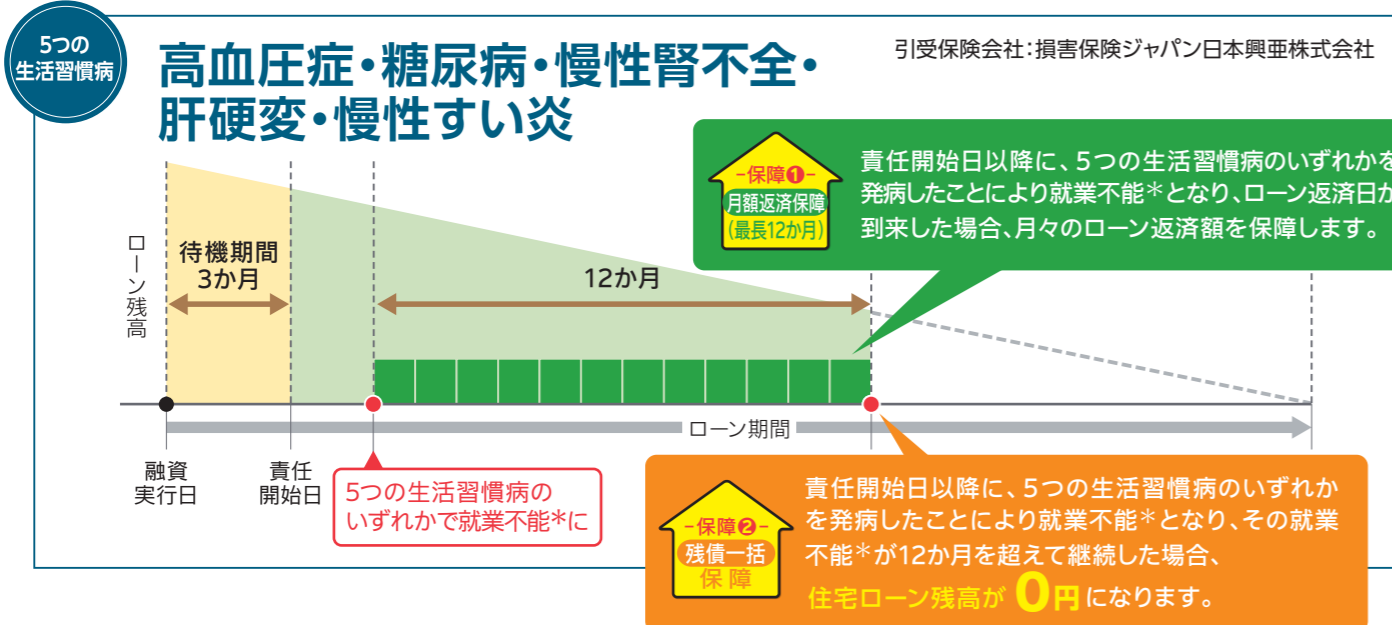 5つの
生活習慣病
高血圧症・糖尿病・慢性腎不全・
肝硬変・慢性すい炎
引受保険会社:損害保険ジャパン日本興亜株式会社
-保障❶-
月額返済保障
(最長12か月)
責任開始日以降に、5つの生活習慣病のいずれかを
発病したことにより就業不能*となり、ローン返済日が
到来した場合、月々のローン返済額を保障します。
ローン残高
待機期間
3か月
12か月
ローン期間
融資
実行日
責任
開始日
5つの生活習慣病の
いずれかで就業不能*に
-保障❷-
残債一括
保障
責任開始日以降に、5つの生活習慣病のいずれか
を発病したことにより就業不能*となり、その就業
不能*が12か月を超えて継続した場合、
住宅ローン残高が0円になります。